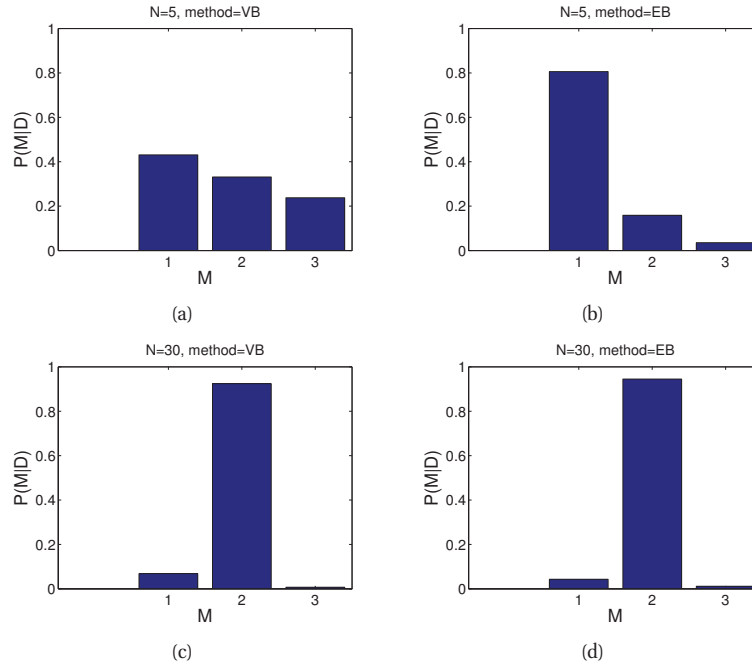 N=5, method=VB
1
0.8
0.6
0.4
0.2
0
P(M|D)
1 2 3
M
(a)
N=5, method=EB
1
0.8
0.6
0.4
0.2
0
P(M|D)
1 2 3
M
(b)
N=30, method=VB
1
0.8
0.6
0.4
0.2
0
P(M|D)
1 2 3
M
(c)
N=30, method=EB
1
0.8
0.6
0.4
0.2
0
P(M|D)
1 2 3
M
(d)